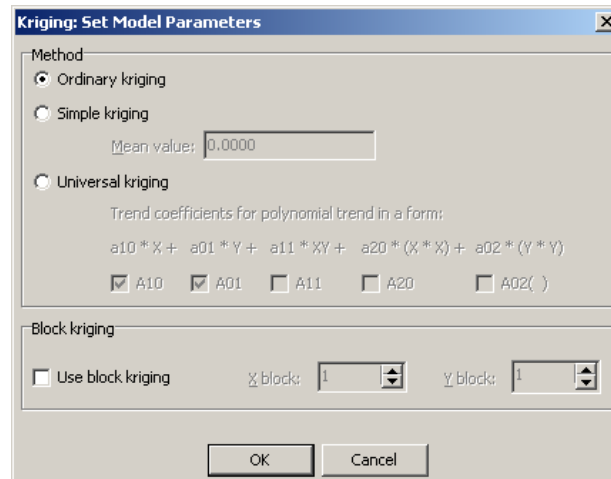 Kriging: Set Model Parameters
Method
Ordinary kriging
Simple kriging
Mean value: 0.0000
Universal kriging
Trend coefficients for polynomial trend in a form:
a10 * X + a01 * Y + a11 * XY + a20 * (X * X) + a02 * (Y * Y)
A10 A01 A11 A20 A02( )
Block kriging
Use block kriging X block: 1 Y block: 1
OK Cancel